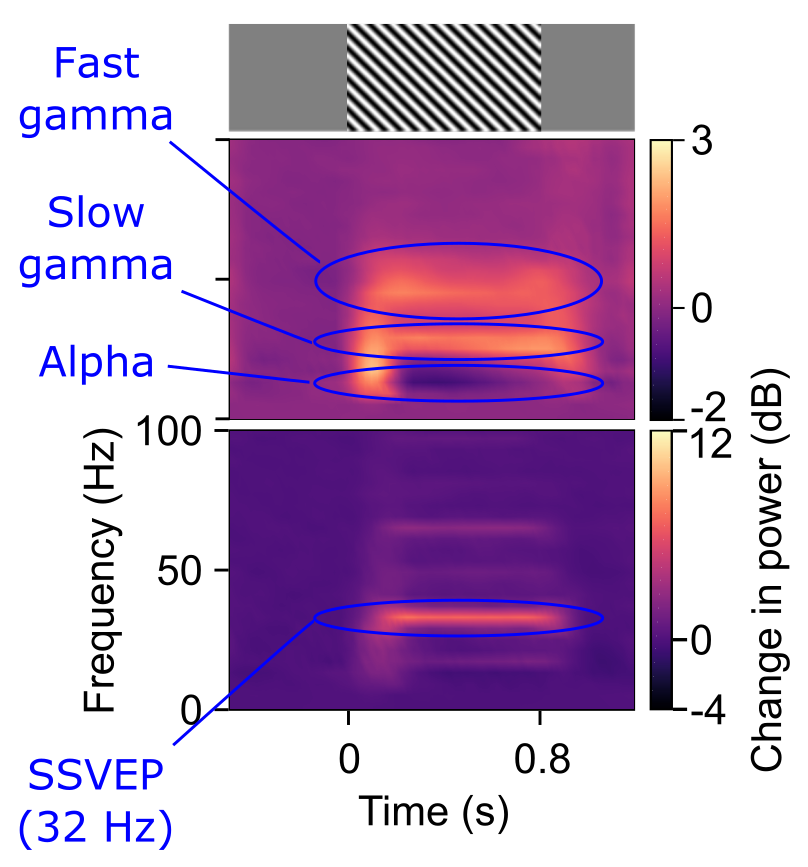 Fast
gamma
Slow
gamma
Alpha
3
0
-2
12
0
-4
Change in power (dB)
100
50
0
Frequency (Hz)
SSVEP
(32 Hz)
0
0.8
Time (s)